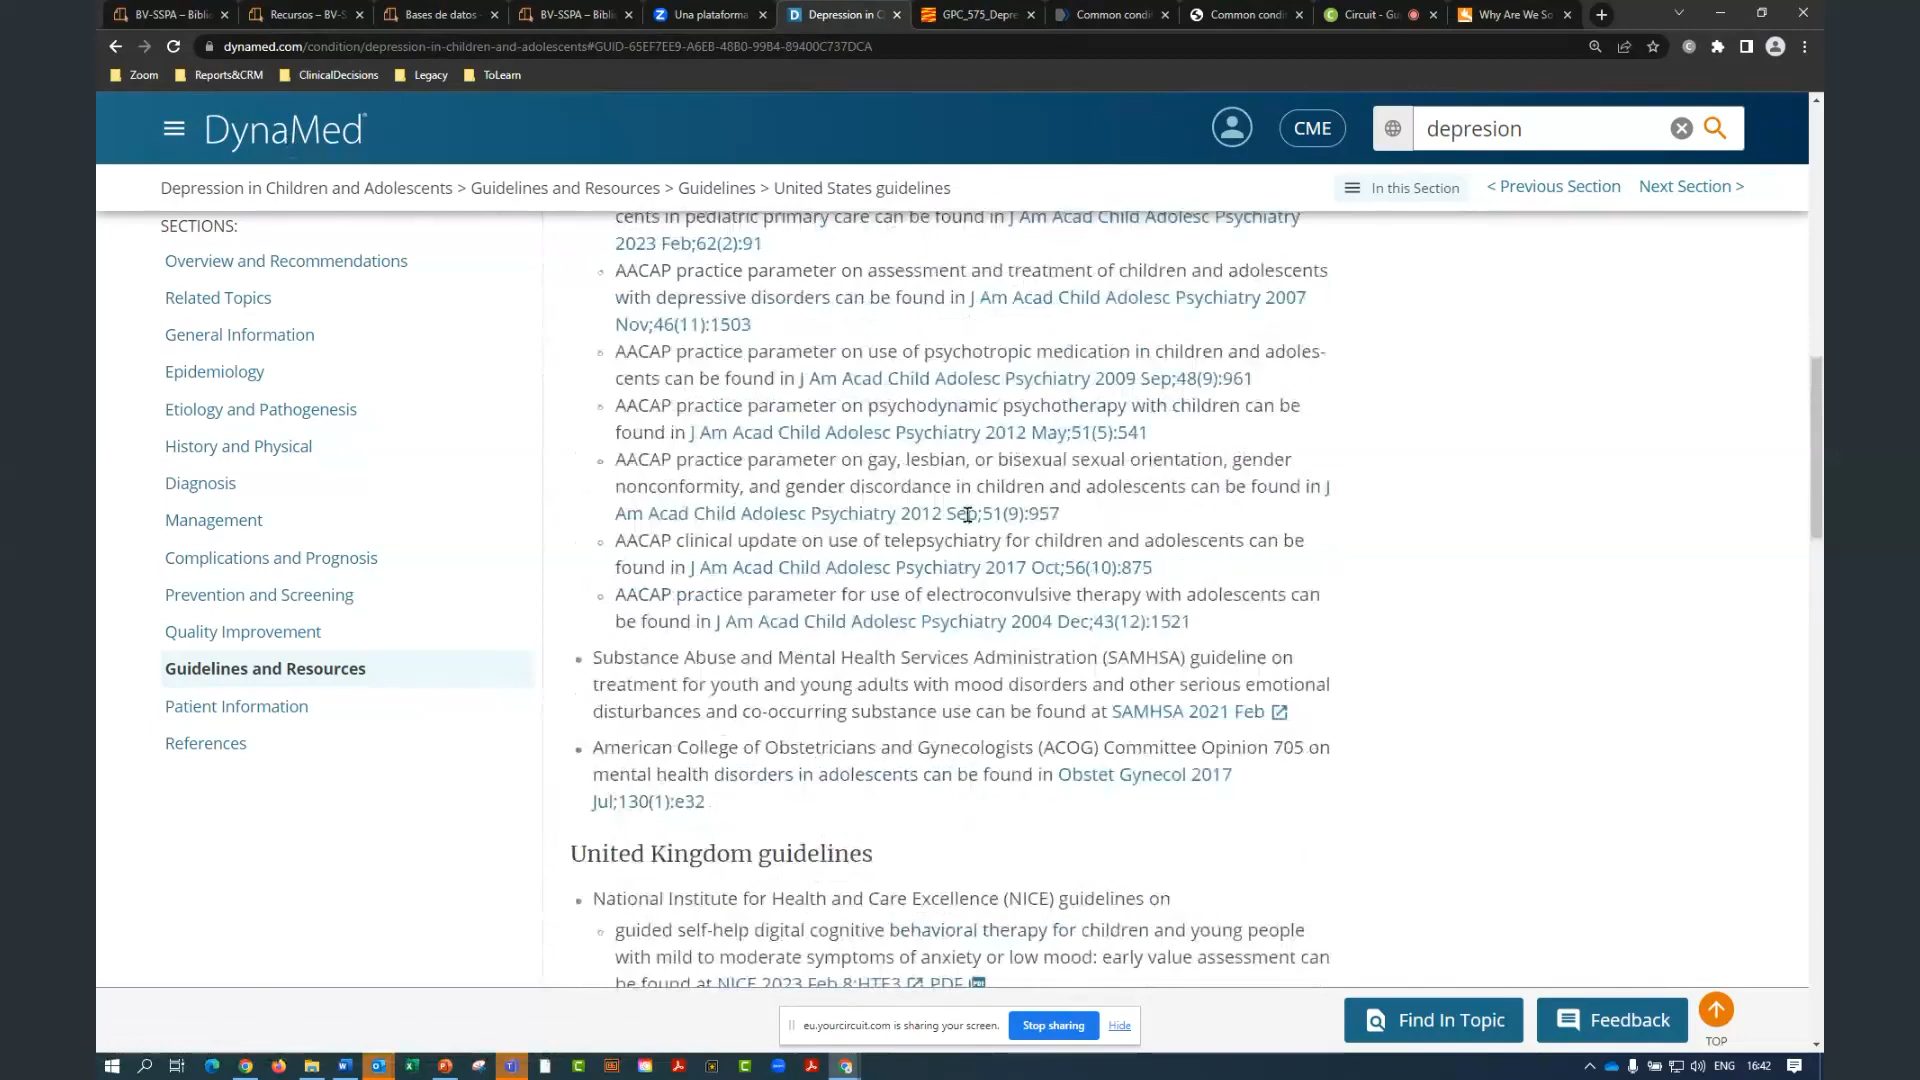 BV-SSPA – Bibli
Recursos – BV-S
Bases de datos -
BV-SSPA – Bibli
Una plataforma
Depression in C
GPC_575_Depre
Common condi
Common condi
Circuit - Gu
Why Are We So
dynamed.com/condition/depression-in-children-and-adolescents#GUID-65EF7EE9-A6EB-48B0-99B4-89400C737DCA
Zoom
Reports&CRM
ClinicalDecisions
Legacy
ToLearn
DynaMed
CME
depresion
Depression in Children and Adolescents > Guidelines and Resources > Guidelines > United States guidelines
In this Section
< Previous Section
Next Section >
SECTIONS:
Overview and Recommendations
Related Topics
General Information
Epidemiology
Etiology and Pathogenesis
History and Physical
Diagnosis
Management
Complications and Prognosis
Prevention and Screening
Quality Improvement
Guidelines and Resources
Patient Information
References
cents in pediatric primary care can be found in J Am Acad Child Adolesc Psychiatry
2023 Feb;62(2):91
AACAP practice parameter on assessment and treatment of children and adolescents
with depressive disorders can be found in J Am Acad Child Adolesc Psychiatry 2007
Nov;46(11):1503
AACAP practice parameter on use of psychotropic medication in children and adoles-
cents can be found in J Am Acad Child Adolesc Psychiatry 2009 Sep;48(9):961
AACAP practice parameter on psychodynamic psychotherapy with children can be
found in J Am Acad Child Adolesc Psychiatry 2012 May;51(5):541
AACAP practice parameter on gay, lesbian, or bisexual sexual orientation, gender
nonconformity, and gender discordance in children and adolescents can be found in J
Am Acad Child Adolesc Psychiatry 2012 Sep;51(9):957
AACAP clinical update on use of telepsychiatry for children and adolescents can be
found in J Am Acad Child Adolesc Psychiatry 2017 Oct;56(10):875
AACAP practice parameter for use of electroconvulsive therapy with adolescents can
be found in J Am Acad Child Adolesc Psychiatry 2004 Dec;43(12):1521
Substance Abuse and Mental Health Services Administration (SAMHSA) guideline on
treatment for youth and young adults with mood disorders and other serious emotional
disturbances and co-occurring substance use can be found at SAMHSA 2021 Feb
American College of Obstetricians and Gynecologists (ACOG) Committee Opinion 705 on
mental health disorders in adolescents can be found in Obstet Gynecol 2017
Jul;130(1):e32
United Kingdom guidelines
National Institute for Health and Care Excellence (NICE) guidelines on
guided self-help digital cognitive behavioral therapy for children and young people
with mild to moderate symptoms of anxiety or low mood: early value assessment can
be found at NICE 2023 Feb 8:HTE3 PDF
eu.yourcircuit.com is sharing your screen.
Stop sharing
Hide
Find In Topic
Feedback
TOP
ENG
16:42